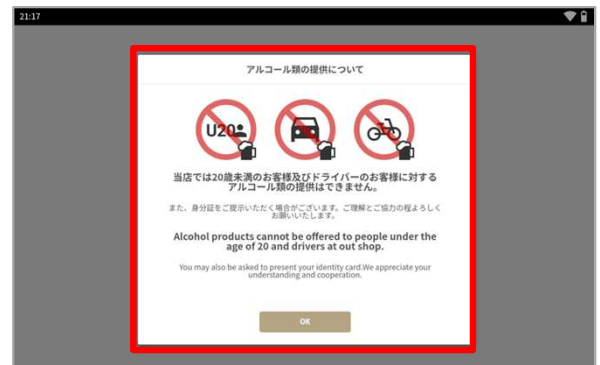 21:17
アルコール類の提供について
U20
当店では20歳未満のお客様及びドライバーのお客様に対する
アルコール類の提供はできません。
また、身分証をご提示いただく場合がございます。ご理解とご協力の程よろしく
お願いいたします。
Alcohol products cannot be offered to people under the
age of 20 and drivers at out shop.
You may also be asked to present your identity card.We appreciate your
understanding and cooperation.
OK